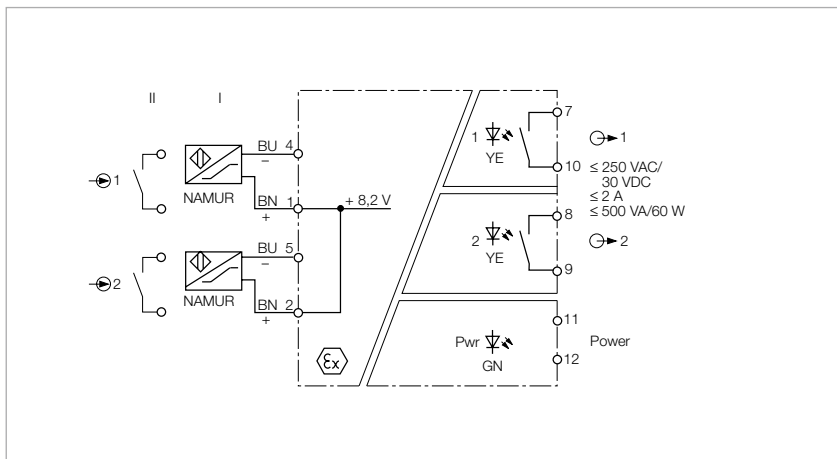 II I
BU 4
–
NAMUR
BN 1
+
+ 8,2 V
1
BU 5
–
NAMUR
BN 2
+
2
εx
1
YE
7
10
1
≤ 250 VAC/
30 VDC
≤ 2 A
≤ 500 VA/60 W
2
YE
8
9
2
Pwr
GN
11
12
Power